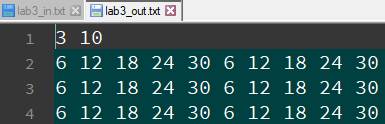 lab3_in.txt lab3_out.txt
1 3 10
2 6 12 18 24 30 6 12 18 24 30
3 6 12 18 24 30 6 12 18 24 30
4 6 12 18 24 30 6 12 18 24 30